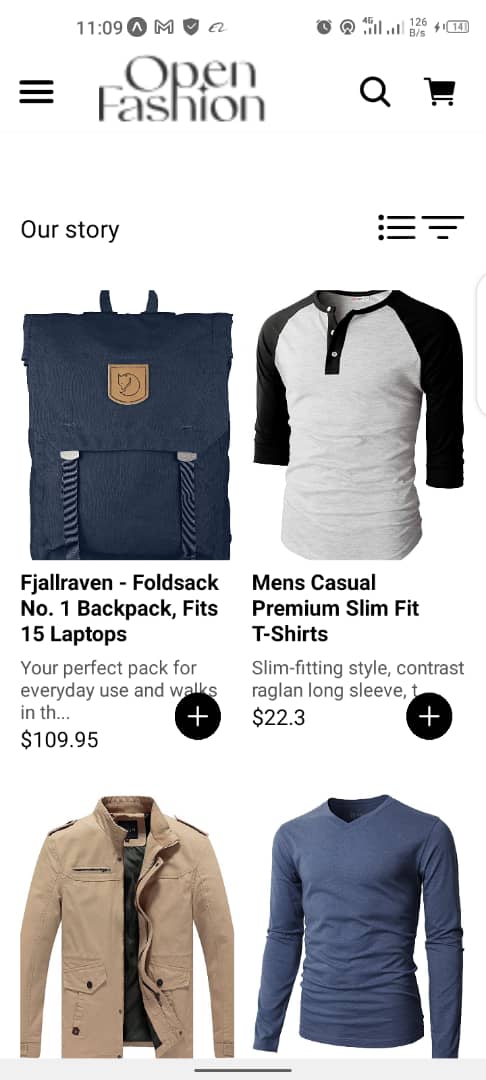 11:09
4G
126
B/s
14
Open
Fashion
Our story
Fjallraven - Foldsack
No. 1 Backpack, Fits
15 Laptops
Your perfect pack for
everyday use and walks
in th...
$109.95
Mens Casual
Premium Slim Fit
T-Shirts
Slim-fitting style, contrast
raglan long sleeve, t
$22.3